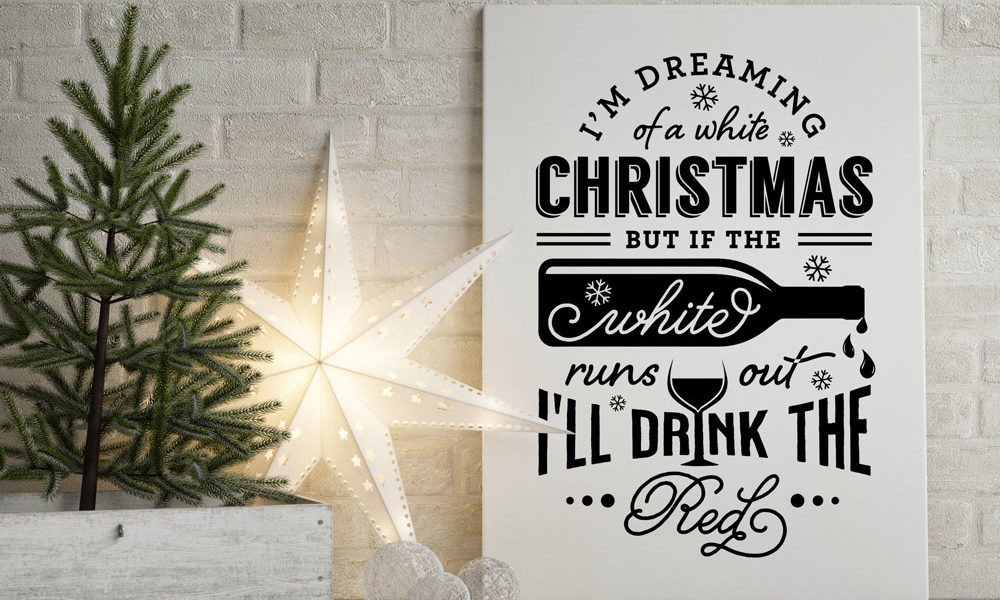 I'M DREAMING
of a white
CHRISTMAS
BUT IF THE
white
runs out
I'LL DRINK THE
Red